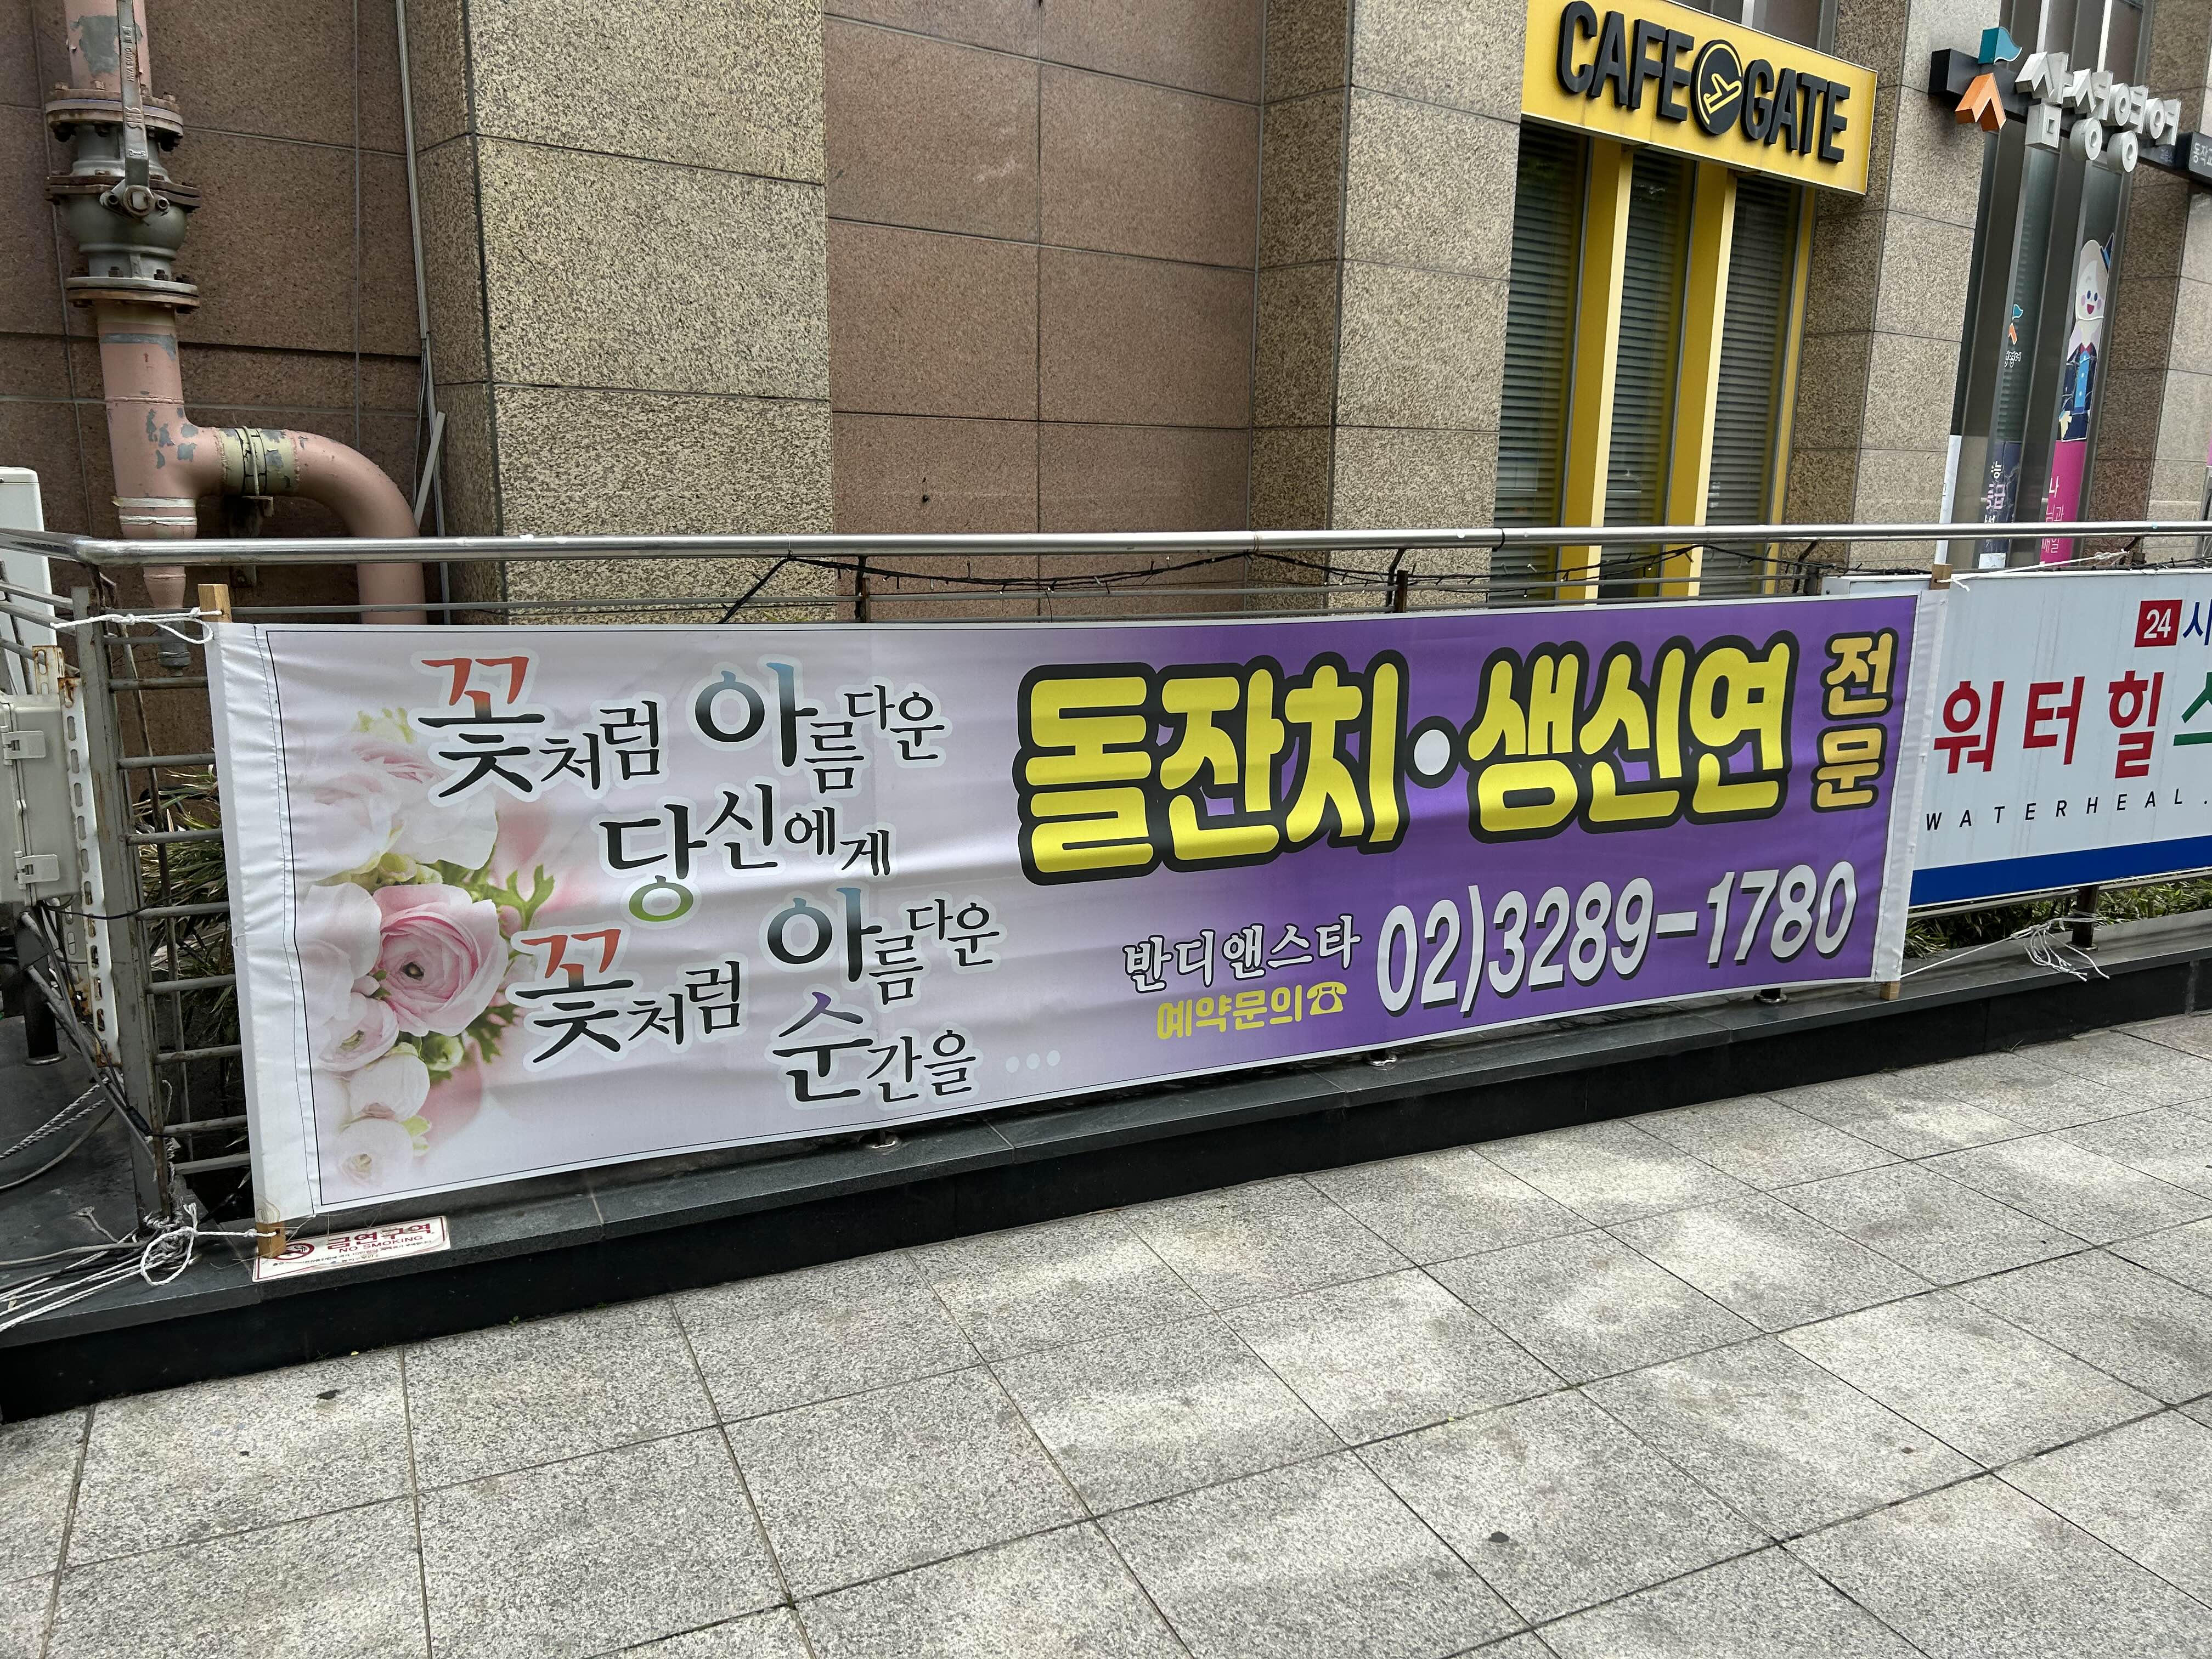 CAFE GATE
삼성영어
꽃처럼 아름다운
당신에게
꽃처럼 아름다운
순간을 ...
돌잔치·생신연 전문
반디앤스타
예약문의☎
02)3289-1780
24시
워터힐스
WATERHEAL
금연구역
NO SMOKING